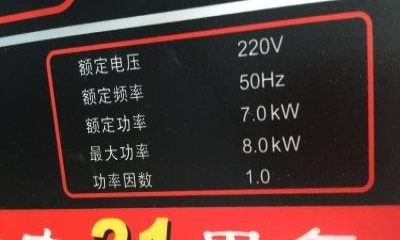 额定电压 220V
额定频率 50Hz
额定功率 7.0kW
最大功率 8.0kW
功率因数 1.0